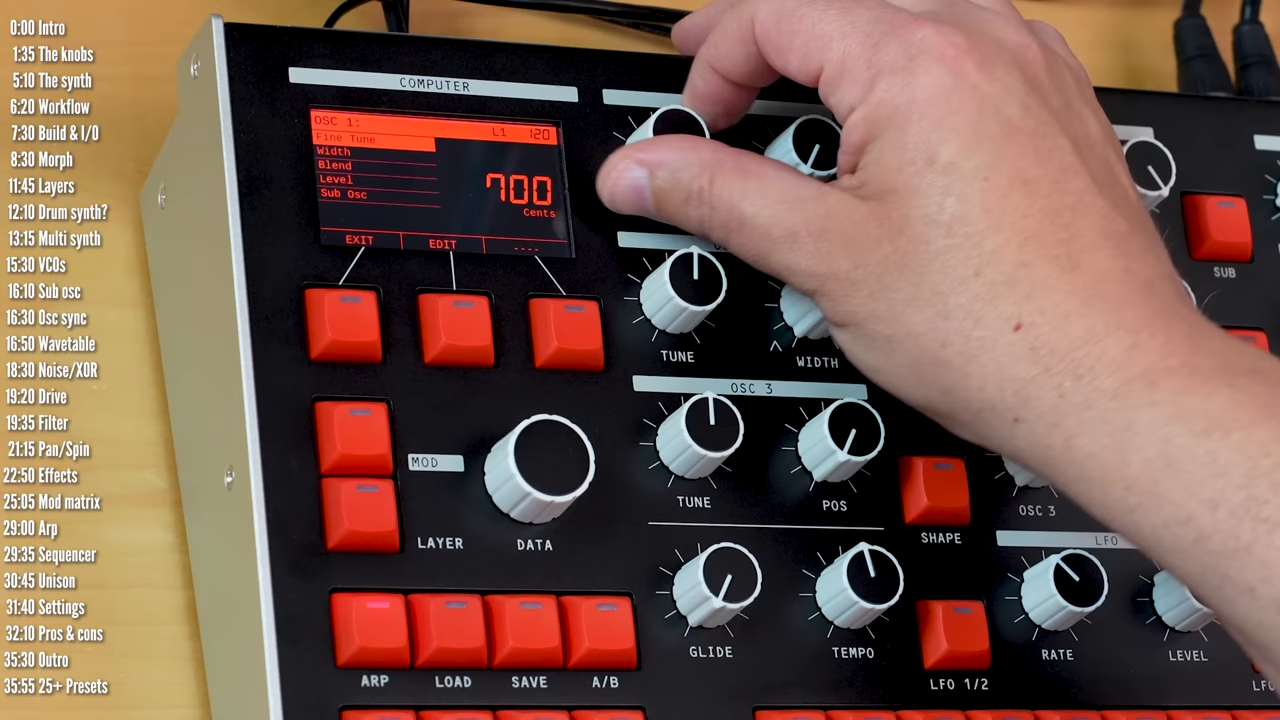 0:00 Intro
1:35 The knobs
5:10 The synth
6:20 Workflow
7:30 Build & I/O
8:30 Morph
11:45 Layers
12:10 Drum synth?
13:15 Multi synth
15:30 VCOs
16:10 Sub osc
16:30 Osc sync
16:50 Wavetable
18:30 Noise/XOR
19:20 Drive
19:35 Filter
21:15 Pan/Spin
22:50 Effects
25:05 Mod matrix
29:00 Arp
29:35 Sequencer
30:45 Unison
31:40 Settings
32:10 Pros & cons
35:30 Outro
35:55 25+ Presets
COMPUTER
OSC 1: L1 120
Fine Tune
Width
Blend
Level
Sub Osc
700
Cents
EXIT EDIT ----
SUB
TUNE WIDTH
OSC 3
MOD
TUNE POS
OSC 3
LAYER DATA
SHAPE
LFO
GLIDE TEMPO
RATE LEVEL
ARP LOAD SAVE A/B
LFO 1/2